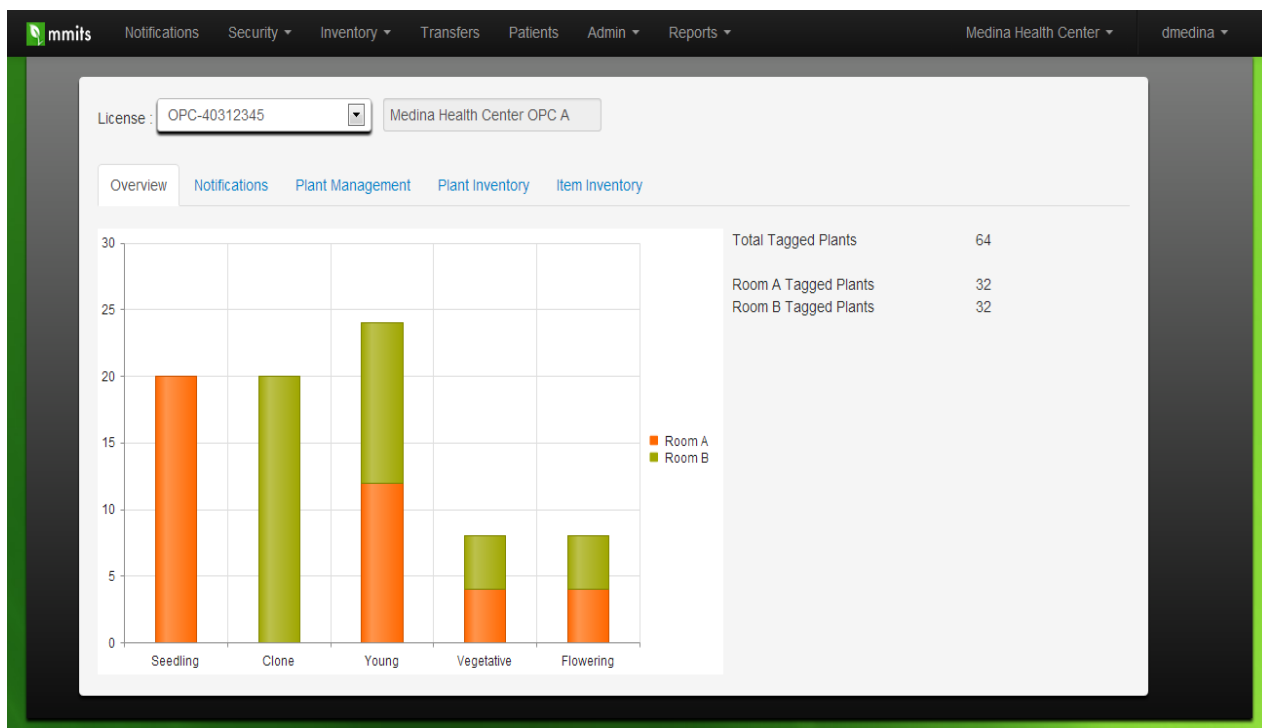 mmits Notifications Security Inventory Transfers Patients Admin Reports Medina Health Center dmedina
License : OPC-40312345 Medina Health Center OPC A
Overview Notifications Plant Management Plant Inventory Item Inventory
30
25
20
15
10
5
0
Seedling Clone Young Vegetative Flowering
Room A
Room B
Total Tagged Plants 64
Room A Tagged Plants 32
Room B Tagged Plants 32